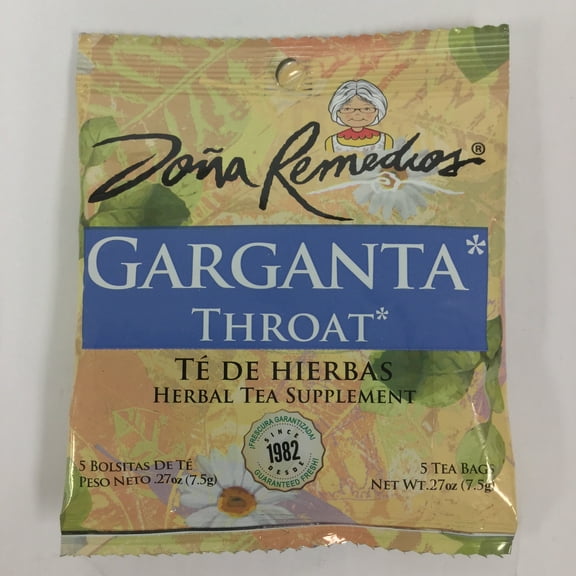 Doña Remedios®
GARGANTA*
THROAT*
TÉ DE HIERBAS
HERBAL TEA SUPPLEMENT
¡FRESCURA GARANTIZADA!
SINCE
1982
DESDE
GUARANTEED FRESH!
5 BOLSITAS DE TÉ
PESO NETO .27oz (7.5g)
5 TEA BAGS
NET WT.27oz (7.5g)